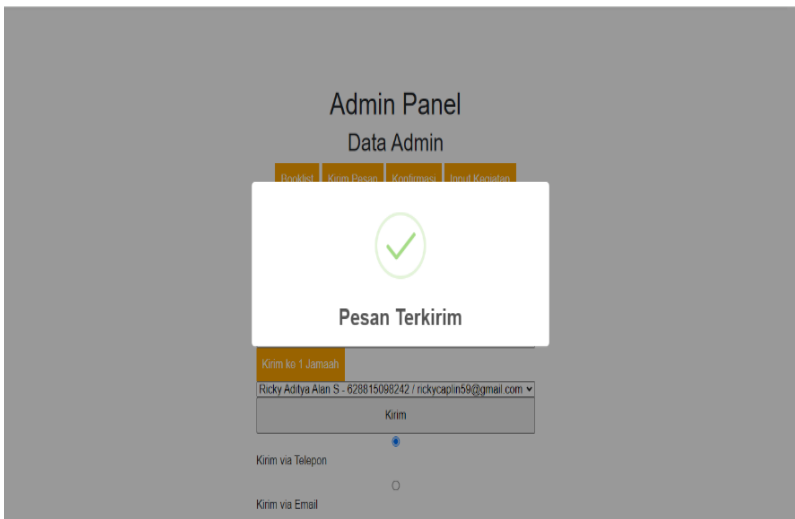 Admin Panel
Data Admin
Booklist Kirim Pesan Konfirmasi Input Kegiatan
Pesan Terkirim
Kirim ke 1 Jamaah
Ricky Aditya Alan S - 628815098242 / rickycaplin59@gmail.com
Kirim
Kirim via Telepon
Kirim via Email